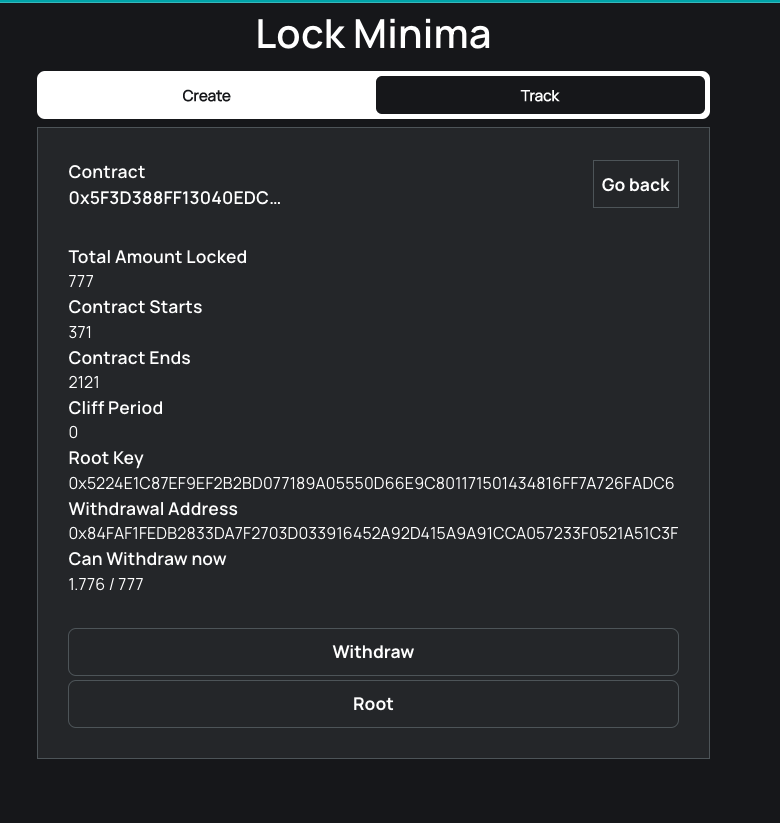 Lock Minima
Create
Track
Contract
0x5F3D388FF13040EDC...
Go back
Total Amount Locked
777
Contract Starts
371
Contract Ends
2121
Cliff Period
0
Root Key
0x5224E1C87EF9EF2B2BD077189A05550D66E9C801171501434816FF7A726FADC6
Withdrawal Address
0x84FAF1FEDB2833DA7F2703D033916452A92D415A9A91CCA057233F0521A51C3F
Can Withdraw now
1.776 / 777
Withdraw
Root